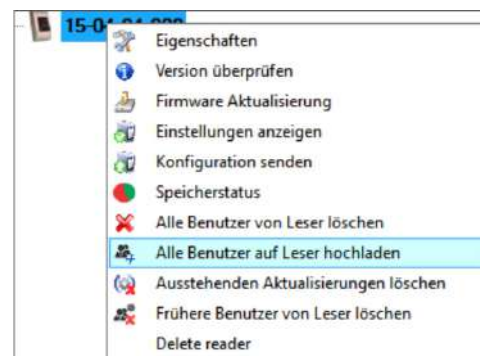 Eigenschaften
Version überprüfen
Firmware Aktualisierung
Einstellungen anzeigen
Konfiguration senden
Speicherstatus
Alle Benutzer von Leser löschen
Alle Benutzer auf Leser hochladen
Ausstehenden Aktualisierungen löschen
Frühere Benutzer von Leser löschen
Delete reader